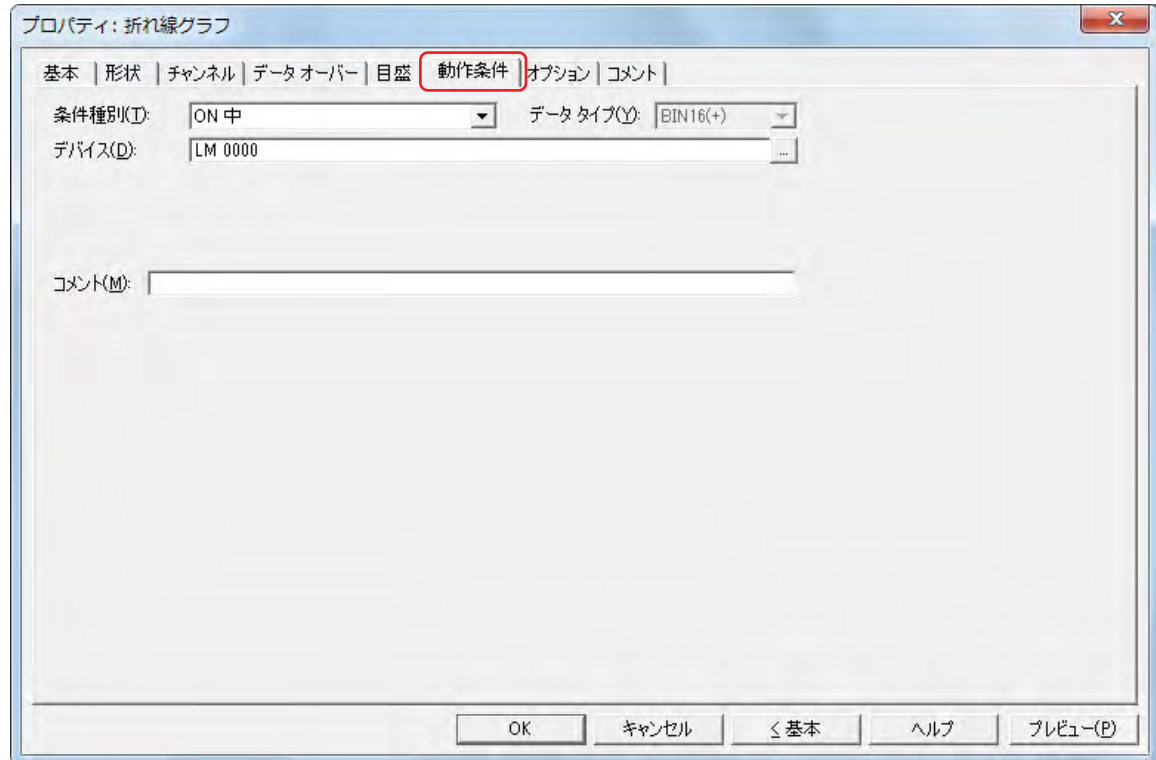 プロパティ: 折れ線グラフ
基本 形状 チャンネル データ オーバー 目盛 動作条件 オプション コメント
条件種別(T): ON 中 データ タイプ(Y): BIN16(+)
デバイス(D): LM 0000 ...
コメント(M):
OK キャンセル < 基本 ヘルプ プレビュー(P)